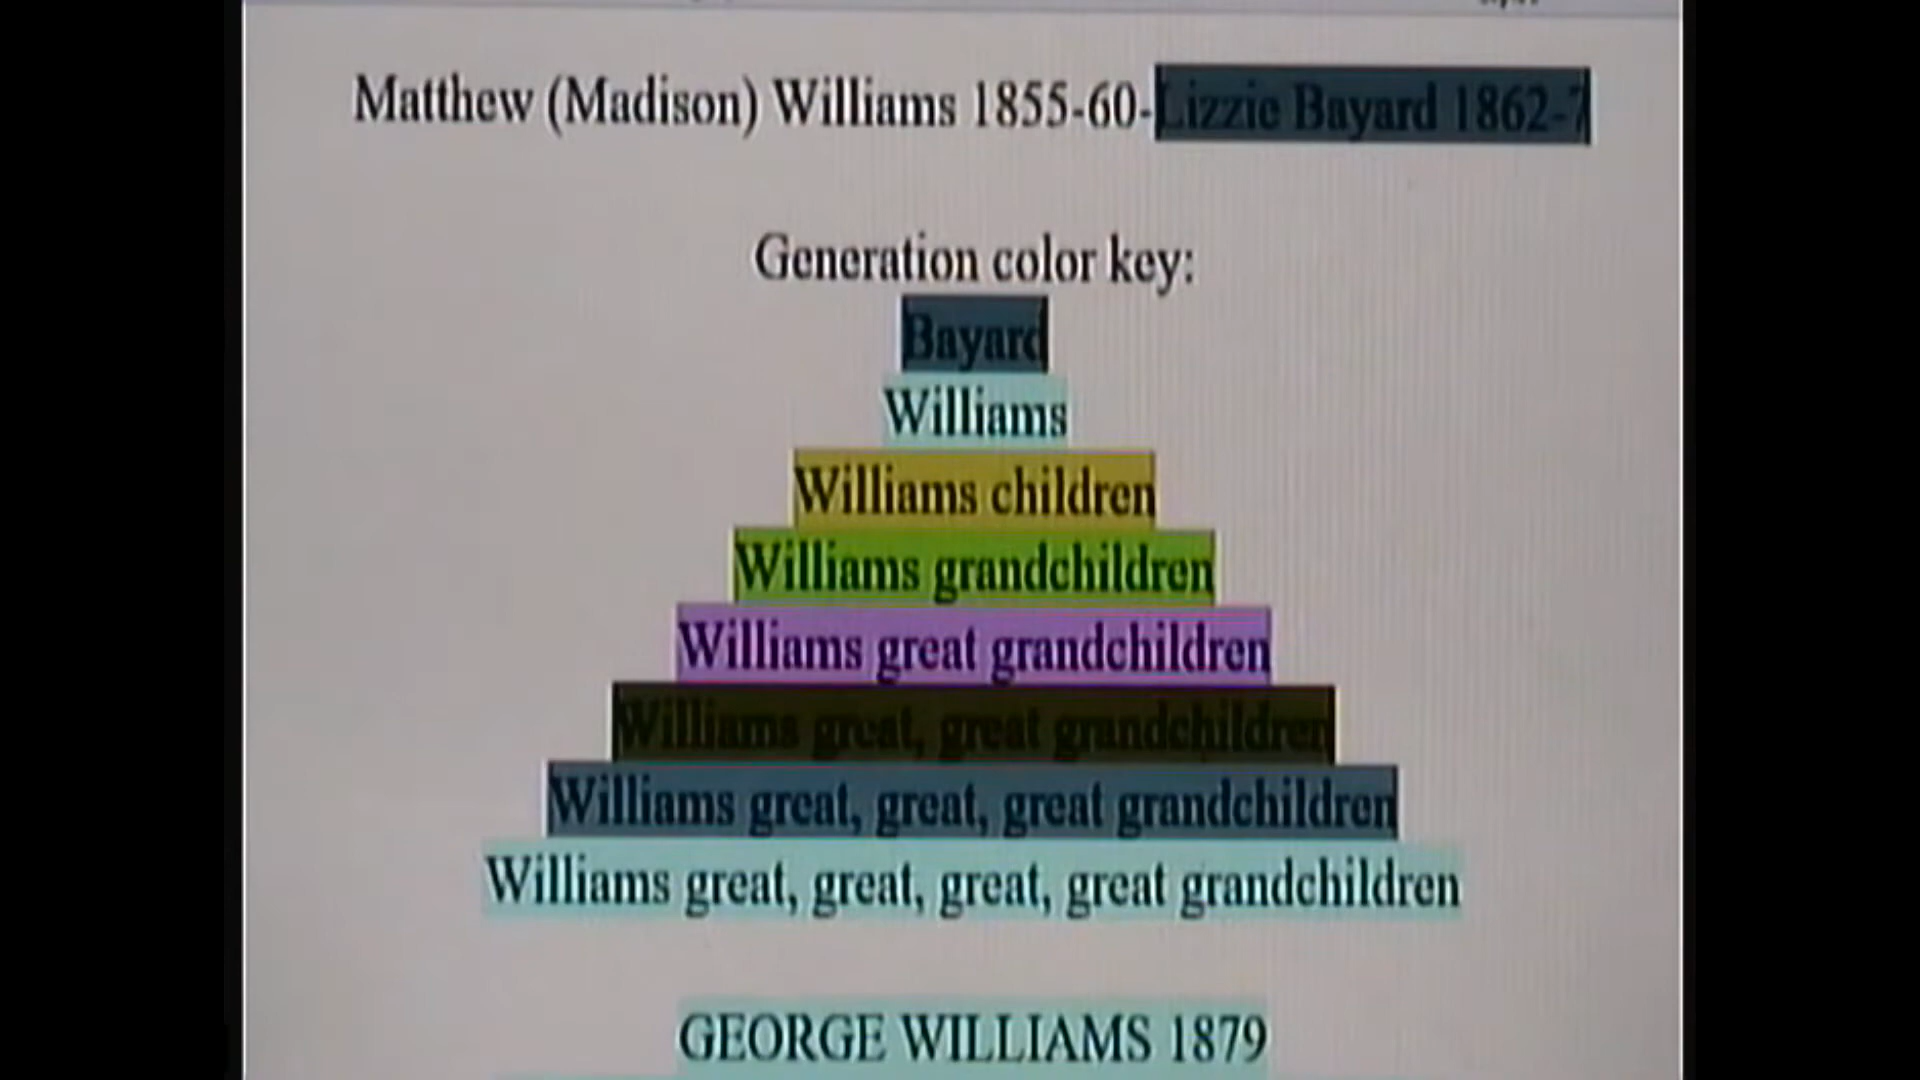 Matthew (Madison) Williams 1855-60-Lizzie Bayard 1862-?
Generation color key:
Bayard
Williams
Williams children
Williams grandchildren
Williams great grandchildren
Williams great, great grandchildren
Williams great, great, great grandchildren
Williams great, great, great, great grandchildren
GEORGE WILLIAMS 1879